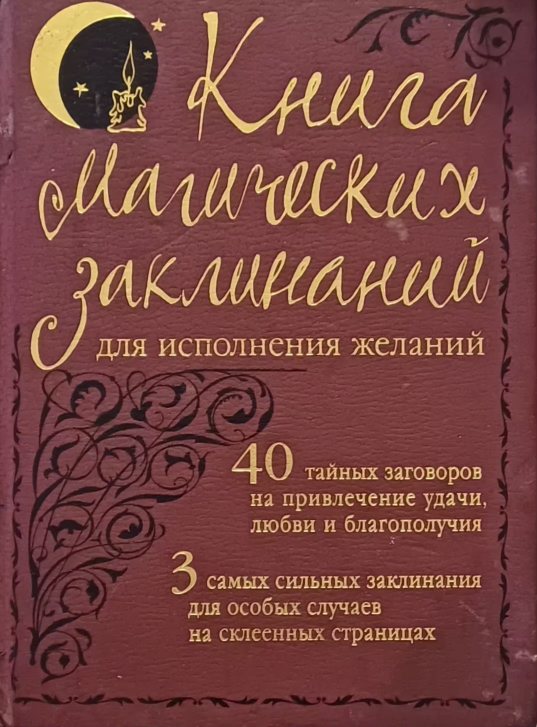 Книга
магических
заклинаний
для исполнения желаний
40 тайных заговоров
на привлечение удачи,
любви и благополучия
3 самых сильных заклинания
для особых случаев
на склеенных страницах